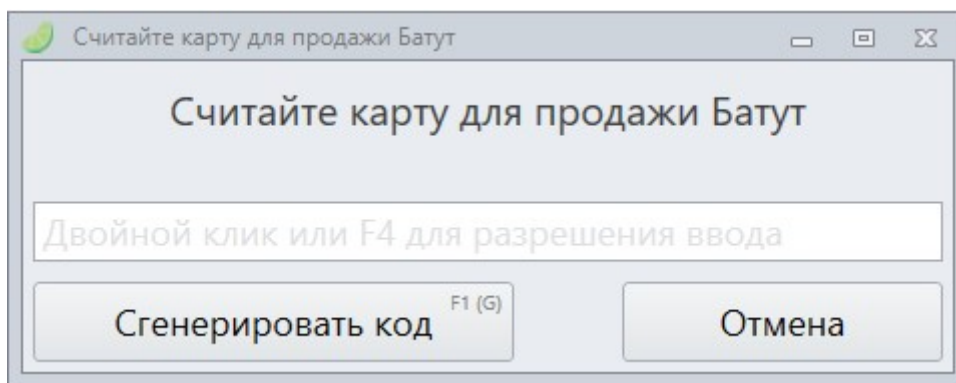 Считайте карту для продажи Батут
Считайте карту для продажи Батут
Двойной клик или F4 для разрешения ввода
Сгенерировать код F1 (G) Отмена